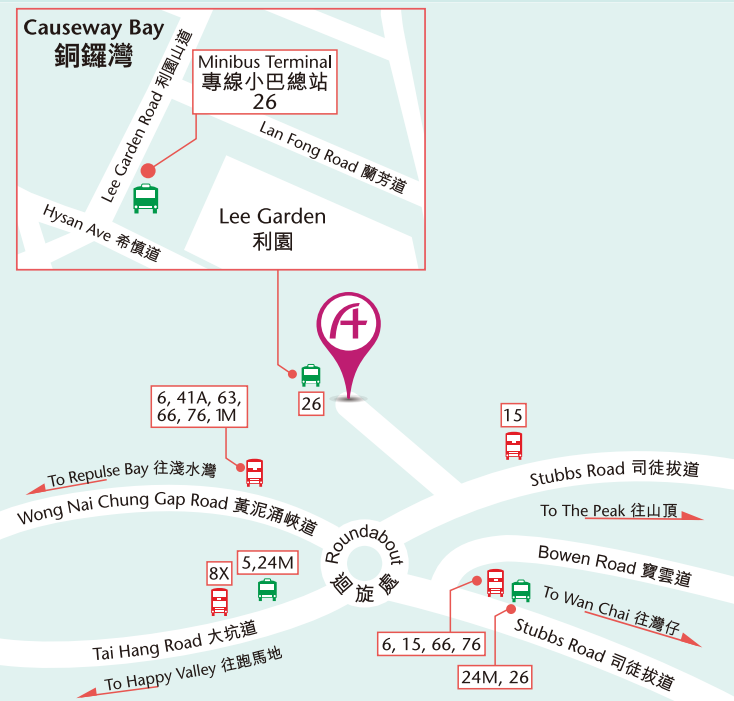 Causeway Bay
銅鑼灣
Lee Garden Road 利園山道
Minibus Terminal
專線小巴總站
26
Lan Fong Road 蘭芳道
Hysan Ave 希慎道
Lee Garden
利園
26
6, 41A, 63,
66, 76, 1M
15
To Repulse Bay 往淺水灣
Wong Nai Chung Gap Road 黃泥涌峽道
Stubbs Road 司徒拔道
To The Peak 往山頂
Roundabout
迴旋處
Bowen Road 寶雲道
8X
5,24M
To Wan Chai 往灣仔
Stubbs Road 司徒拔道
6, 15, 66, 76
24M, 26
Tai Hang Road 大坑道
To Happy Valley 往跑馬地